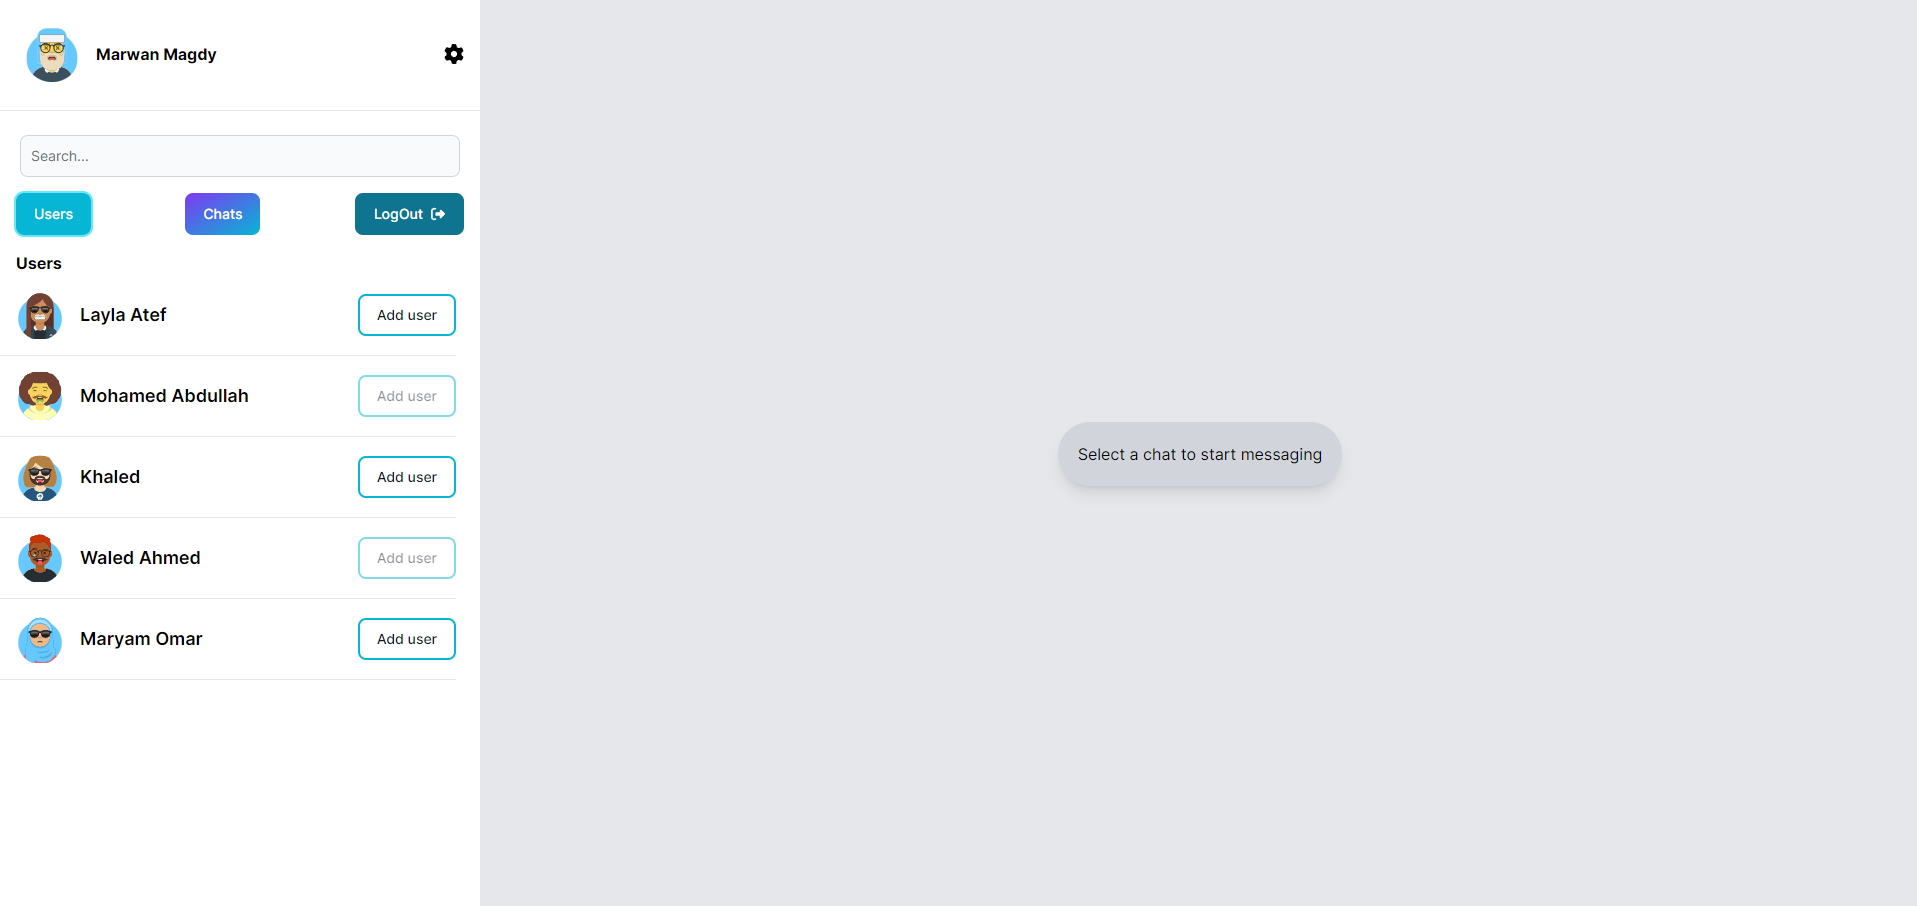 Marwan Magdy
Search...
Users
Chats
LogOut
Users
Layla Atef
Add user
Mohamed Abdullah
Add user
Khaled
Add user
Waled Ahmed
Add user
Maryam Omar
Add user
Select a chat to start messaging